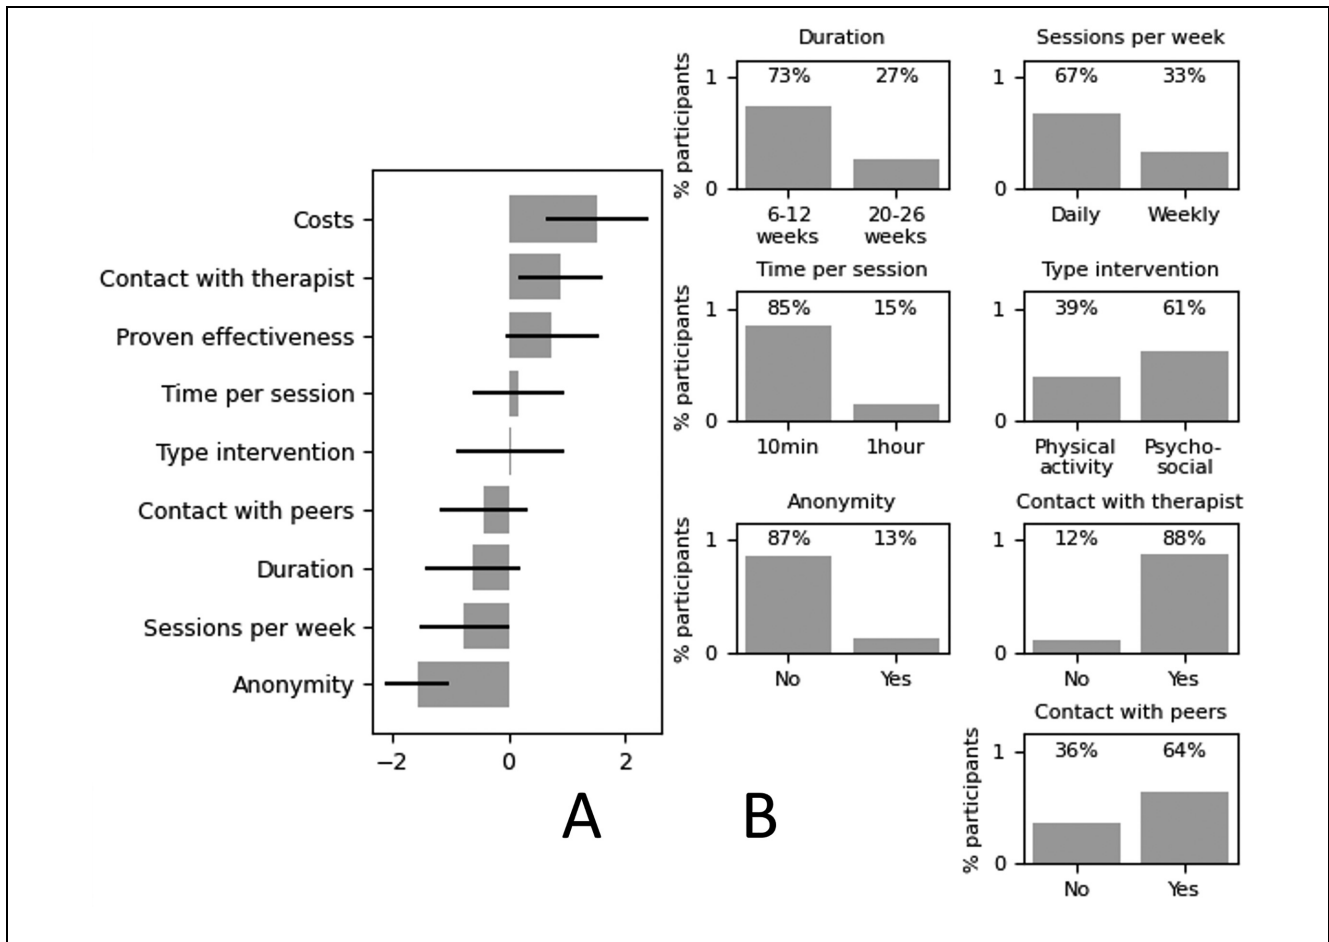 Costs
Contact with therapist
Proven effectiveness
Time per session
Type intervention
Contact with peers
Duration
Sessions per week
Anonymity
−2 0 2
A
B
Duration
% participants
1
0
73% 27%
6-12 20-26
weeks weeks
Sessions per week
1
0
67% 33%
Daily Weekly
Time per session
% participants
1
0
85% 15%
10min 1hour
Type intervention
1
0
39% 61%
Physical Psycho-
activity social
Anonymity
% participants
1
0
87% 13%
No Yes
Contact with therapist
1
0
12% 88%
No Yes
Contact with peers
% participants
1
0
36% 64%
No Yes